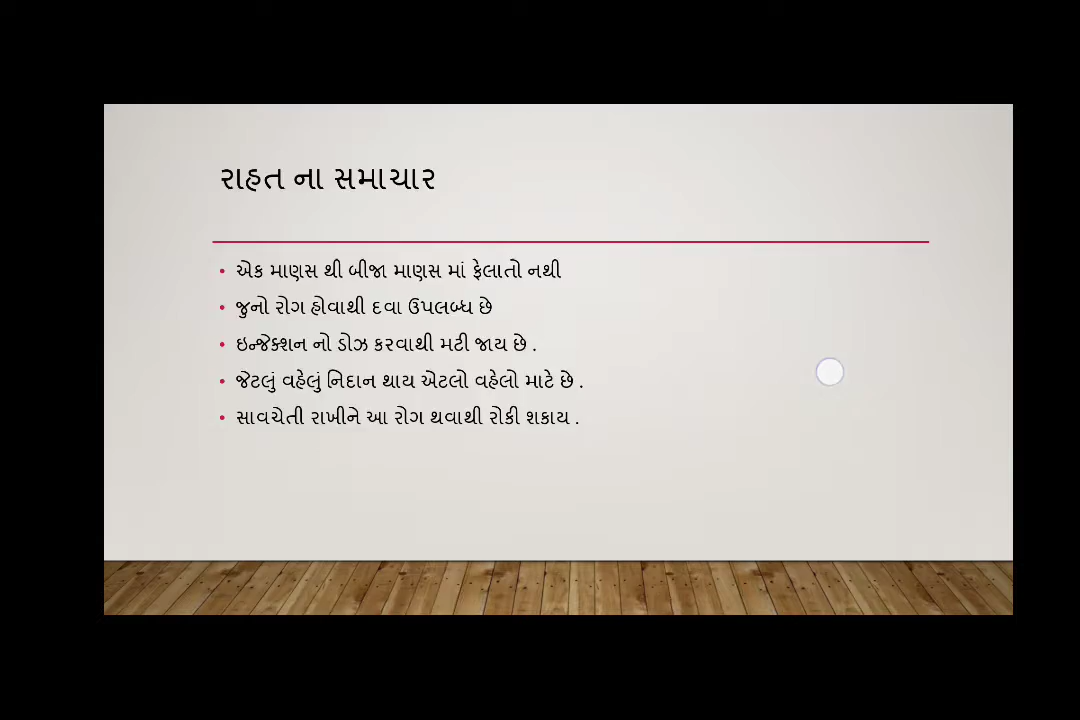 રાહત ના સમાચાર
• એક માણસ થી બીજા માણસ માં ફેલાતો નથી
• જુનો રોગ હોવાથી દવા ઉપલબ્ધ છે
• ઇન્જેક્શન નો ડોઝ કરવાથી મટી જાય છે .
• જેટલું વહેલું નિદાન થાય એટલો વહેલો માટે છે .
• સાવચેતી રાખીને આ રોગ થવાથી રોકી શકાય .